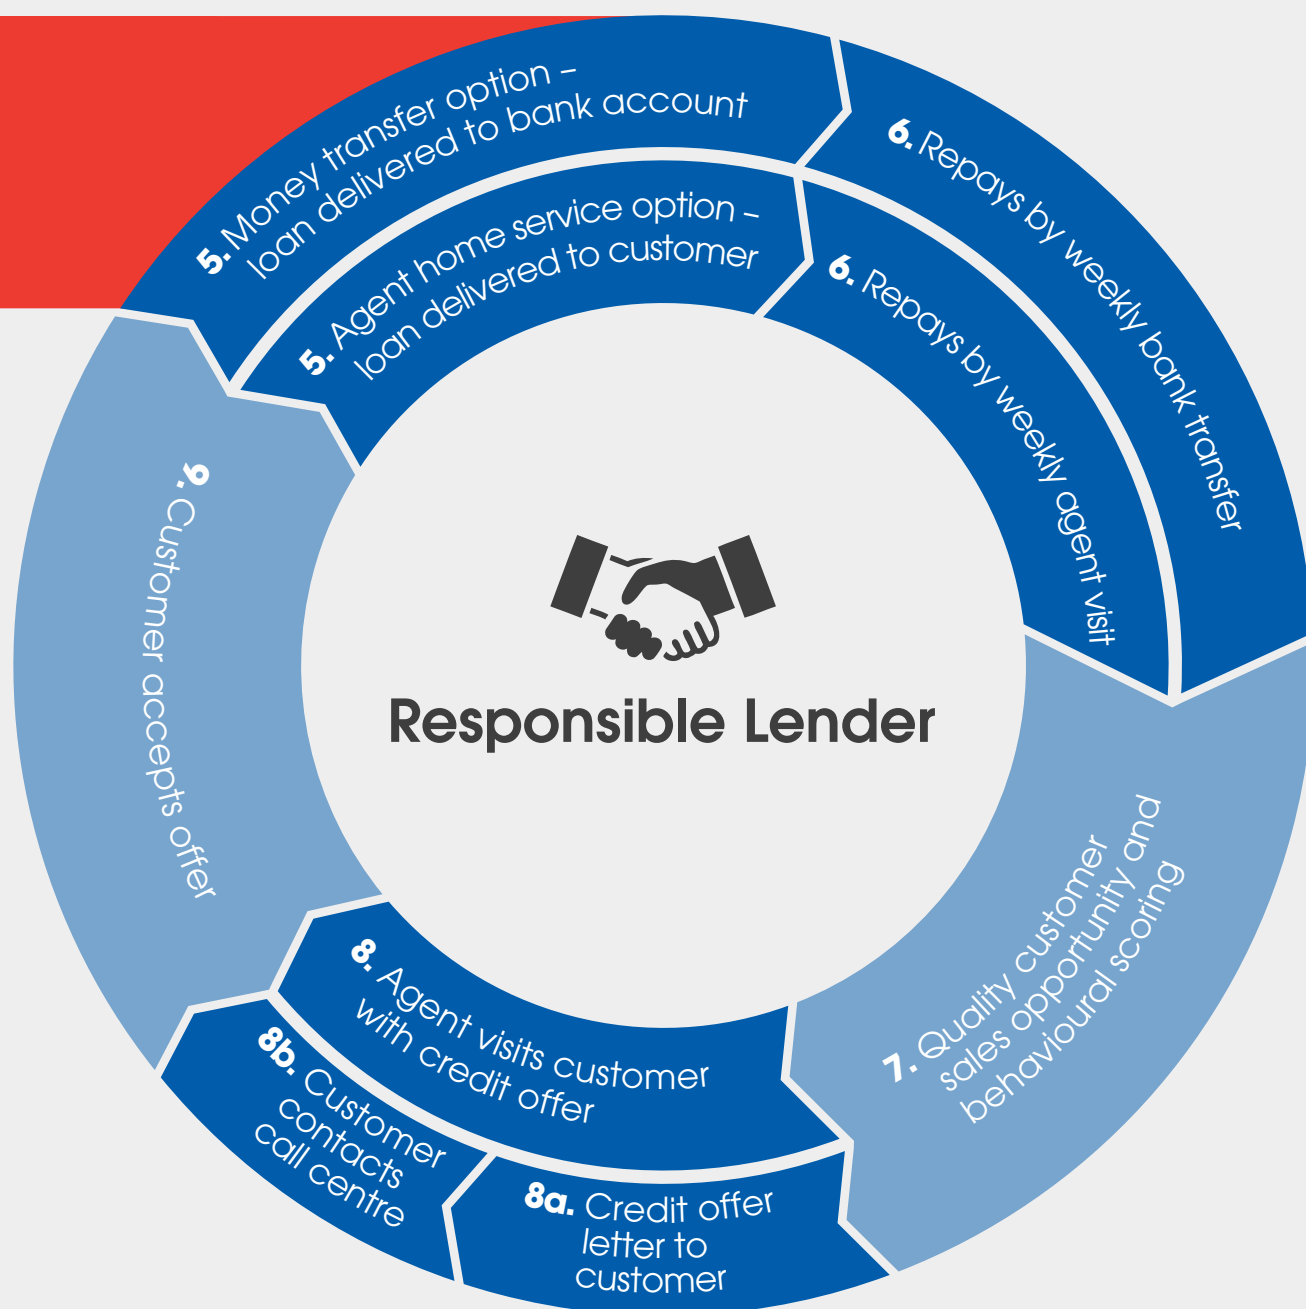 5. Money transfer option –
loan delivered to bank account
5. Agent home service option –
loan delivered to customer
6. Repays by weekly bank transfer
6. Repays by weekly agent visit
7. Quality customer
sales opportunity and
behavioural scoring
8. Agent visits customer
with credit offer
8a. Credit offer
letter to
customer
8b. Customer
contacts
call centre
9. Customer accepts offer
Responsible Lender